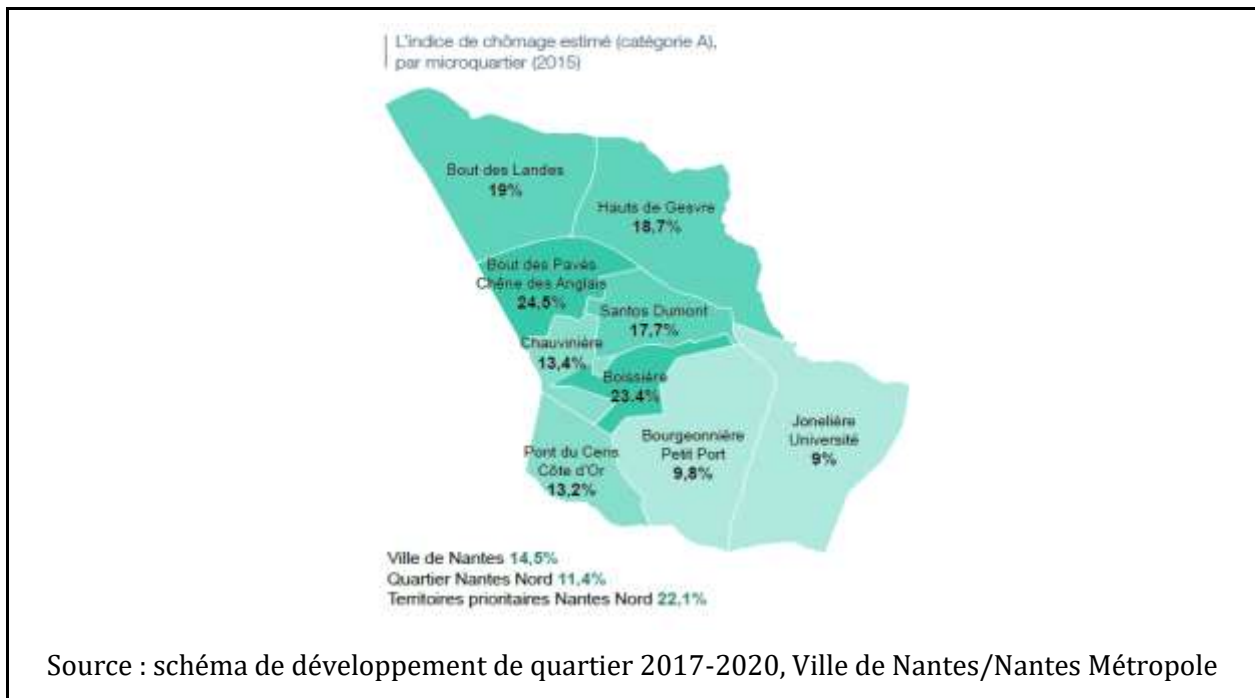 L'indice de chômage estimé (catégorie A),
par microquartier (2015)
Bout des Landes
19%
Hauts de Gesvre
18,7%
Bout des Pavés
Chêne des Anglais
24,5%
Santos Dumont
17,7%
Chauvinière
13,4%
Boissière
23.4%
Jonelière
Université
9%
Bourgeonnière
Petit Port
9,8%
Pont du Cens
Côte d'Or
13,2%
Ville de Nantes 14,5%
Quartier Nantes Nord 11,4%
Territoires prioritaires Nantes Nord 22,1%
Source : schéma de développement de quartier 2017-2020, Ville de Nantes/Nantes Métropole